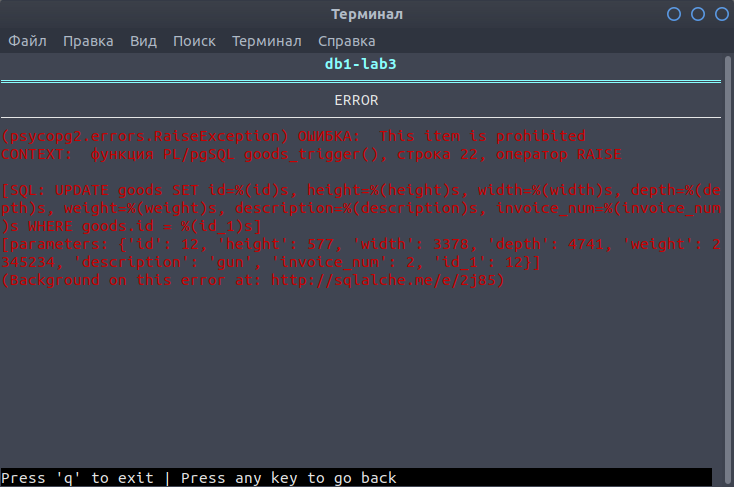 Терминал
Файл Правка Вид Поиск Терминал Справка
db1-lab3
ERROR
(psycopg2.errors.RaiseException) ОШИБКА:  This item is prohibited
CONTEXT:  функция PL/pgSQL goods_trigger(), строка 22, оператор RAISE
[SQL: UPDATE goods SET id=%(id)s, height=%(height)s, width=%(width)s, depth=%(de
pth)s, weight=%(weight)s, description=%(description)s, invoice_num=%(invoice_num
)s WHERE goods.id = %(id_1)s]
[parameters: {'id': 12, 'height': 577, 'width': 3378, 'depth': 4741, 'weight': 2
345234, 'description': 'gun', 'invoice_num': 2, 'id_1': 12}]
(Background on this error at: http://sqlalche.me/e/2j85)
Press 'q' to exit | Press any key to go back